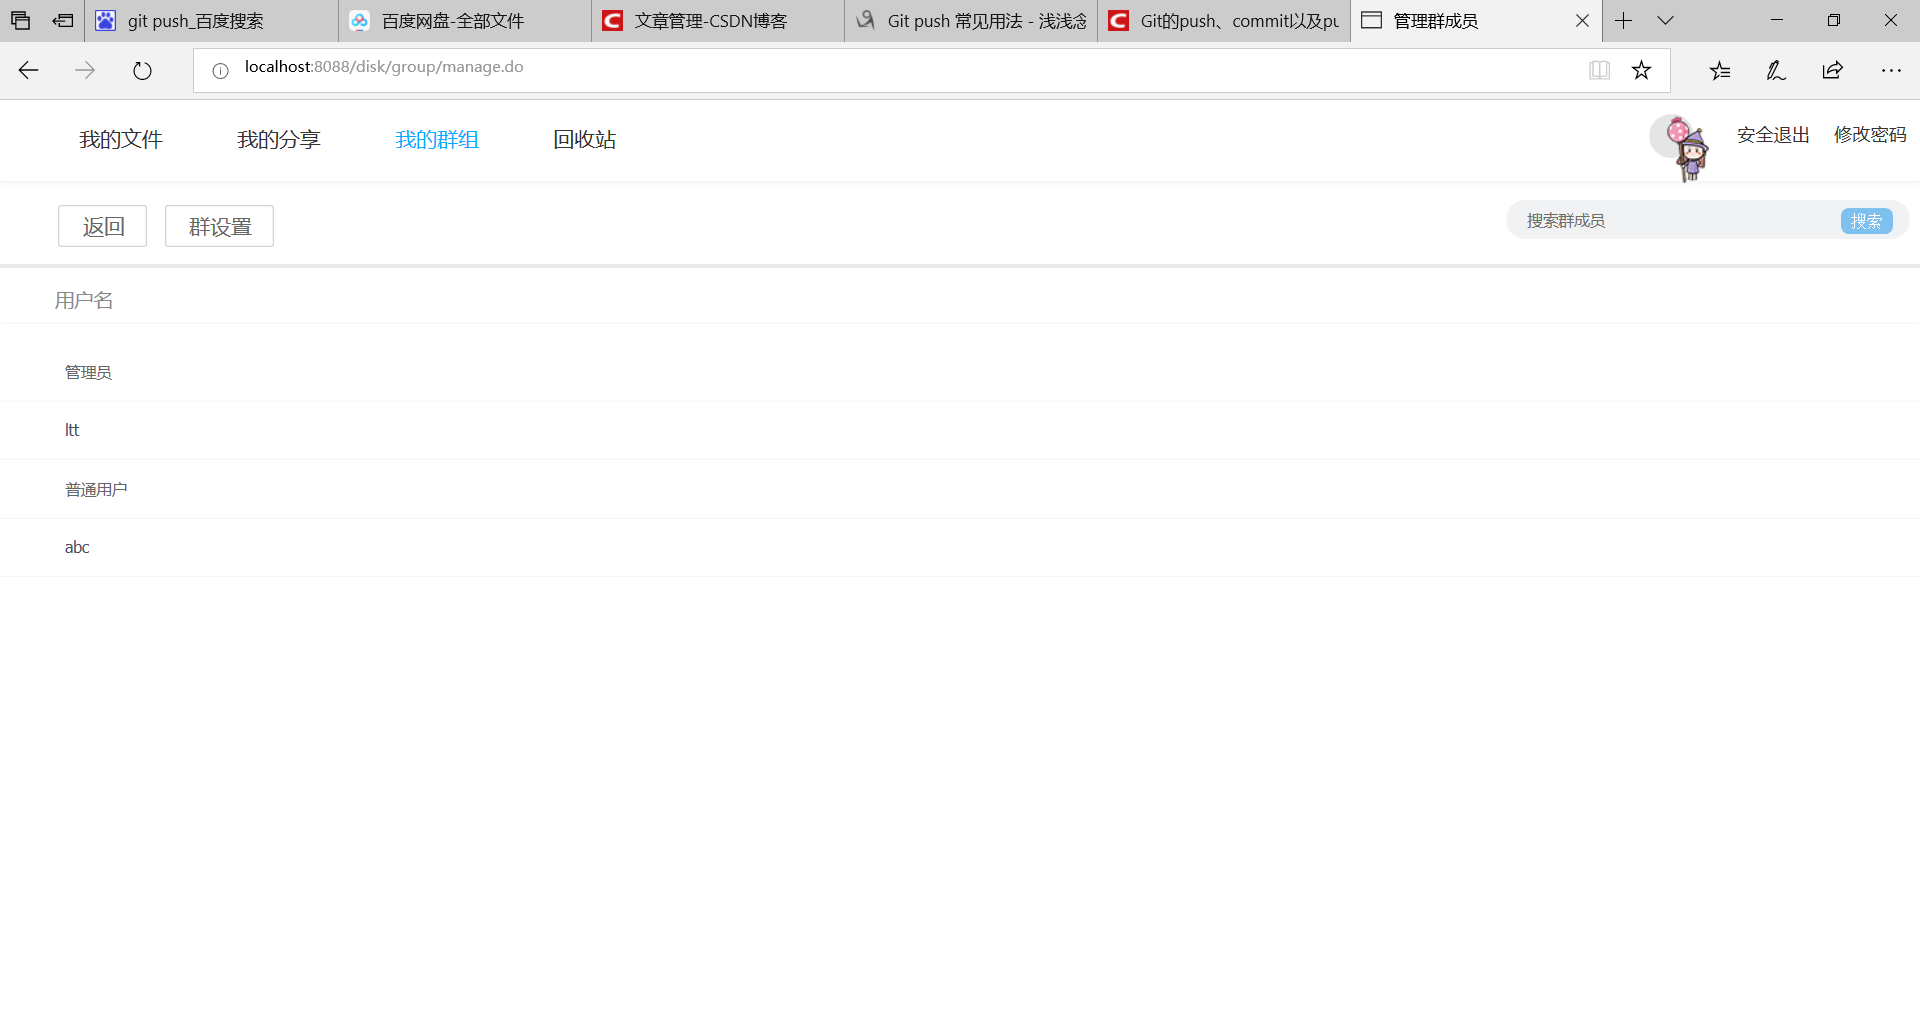 git push_百度搜索
百度网盘-全部文件
文章管理-CSDN博客
Git push 常见用法 - 浅浅念
Git的push、commit以及pu
管理群成员
localhost:8088/disk/group/manage.do
我的文件 我的分享 我的群组 回收站 安全退出 修改密码
返回 群设置 搜索群成员 搜索
用户名
管理员
ltt
普通用户
abc